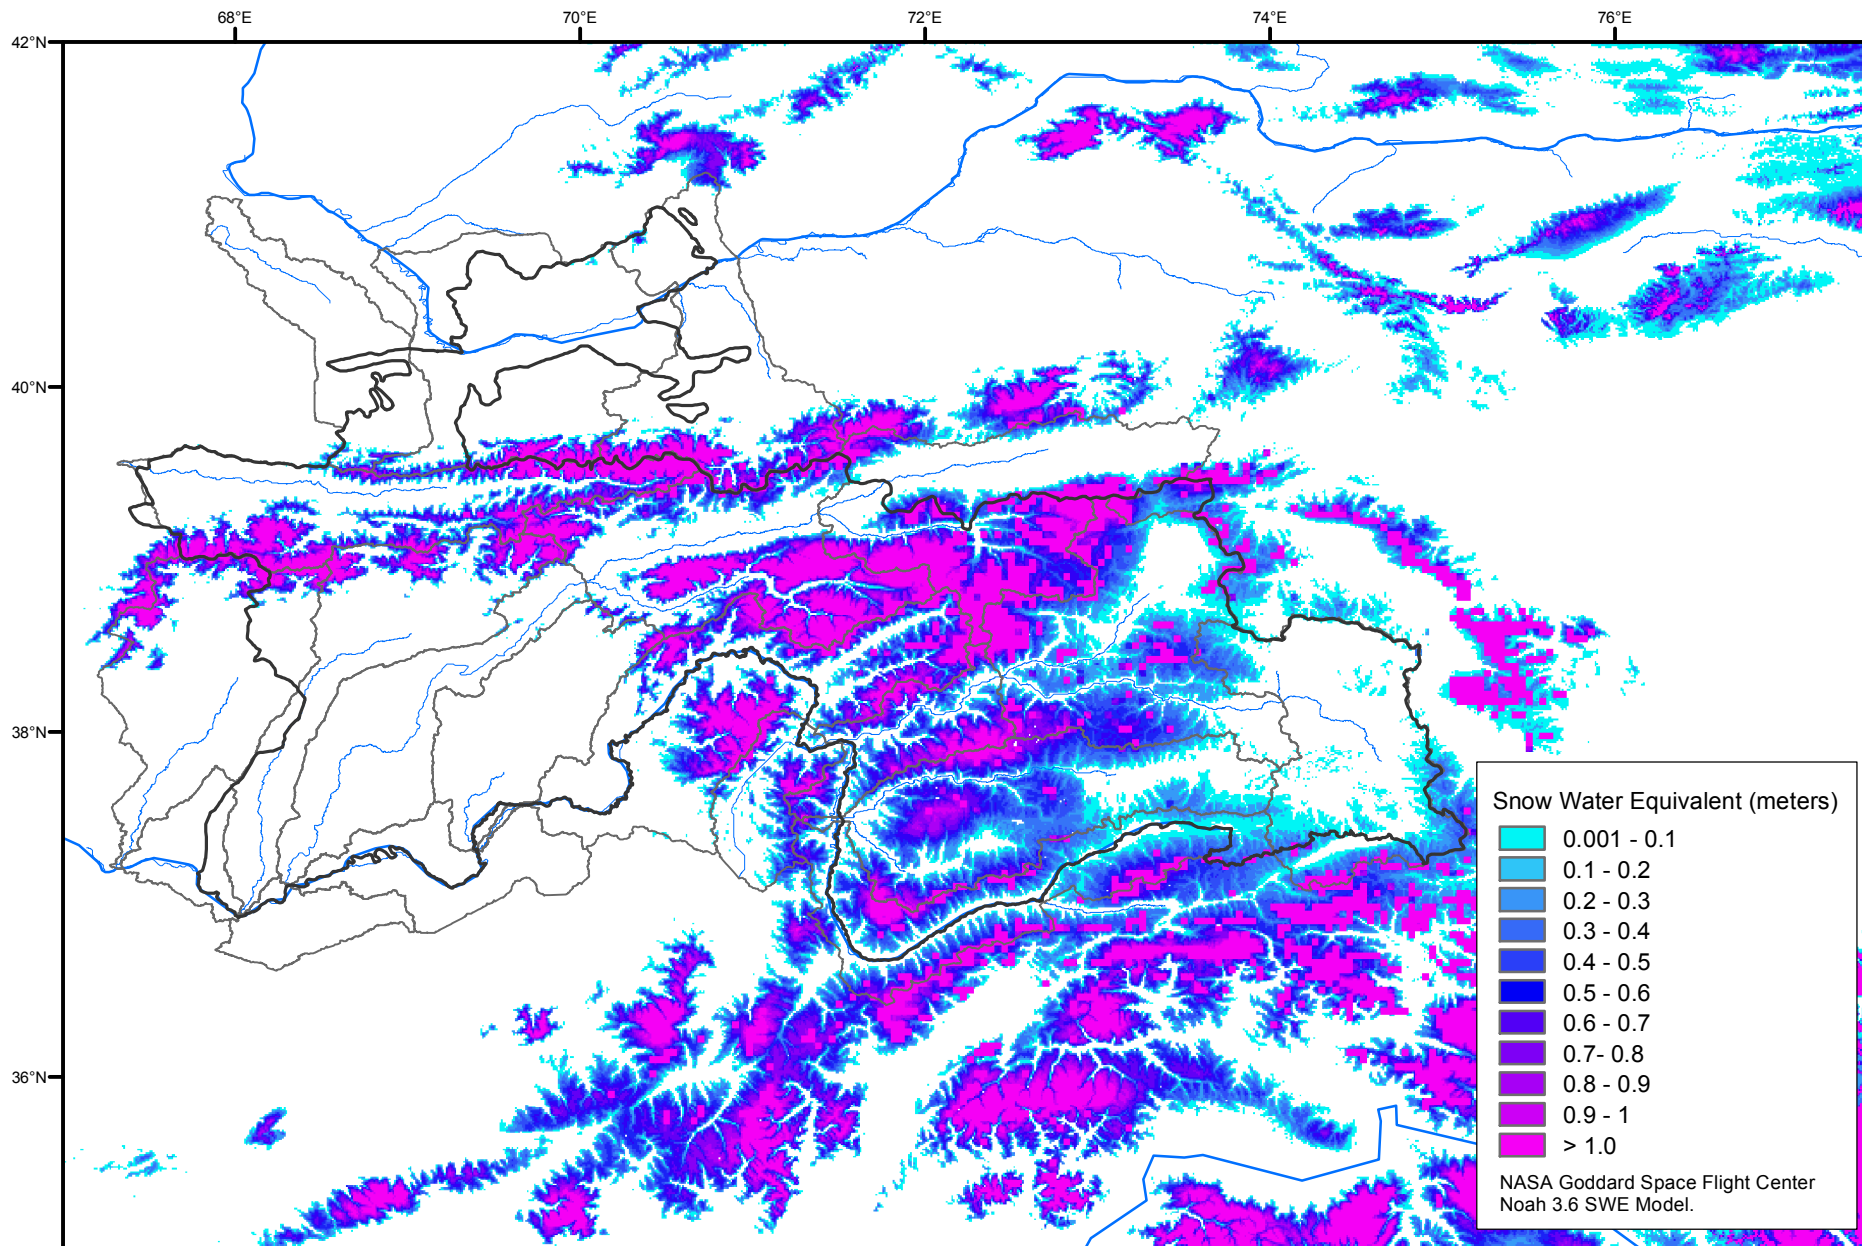 68°E
70°E
72°E
74°E
76°E
42°N
40°N
38°N
36°N
Snow Water Equivalent (meters)
0.001 - 0.1
0.1 - 0.2
0.2 - 0.3
0.3 - 0.4
0.4 - 0.5
0.5 - 0.6
0.6 - 0.7
0.7- 0.8
0.8 - 0.9
0.9 - 1
> 1.0
NASA Goddard Space Flight Center
Noah 3.6 SWE Model.